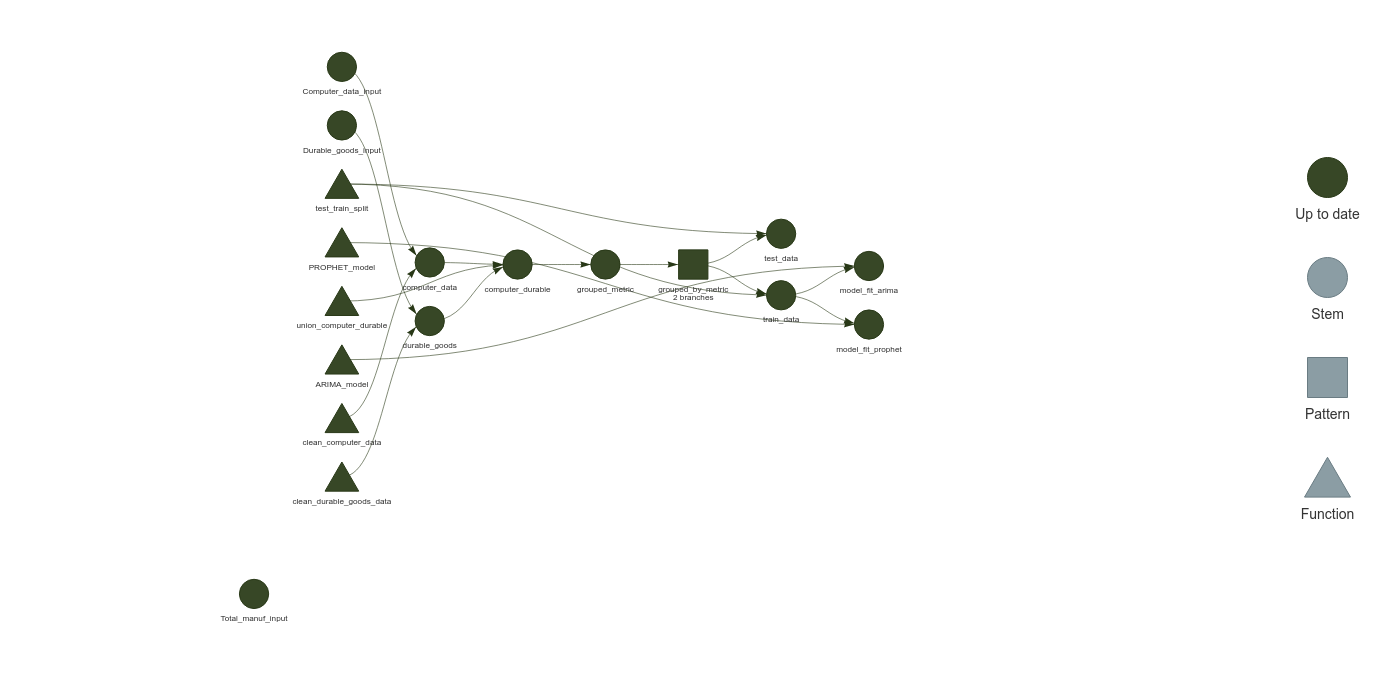 Computer_data_input
Durable_goods_input
test_train_split
PROPHET_model
union_computer_durable
ARIMA_model
clean_computer_data
clean_durable_goods_data
Total_manuf_input
computer_data
durable_goods
computer_durable
grouped_metric
grouped_by_metric
2 branches
test_data
train_data
model_fit_arima
model_fit_prophet
Up to date
Stem
Pattern
Function